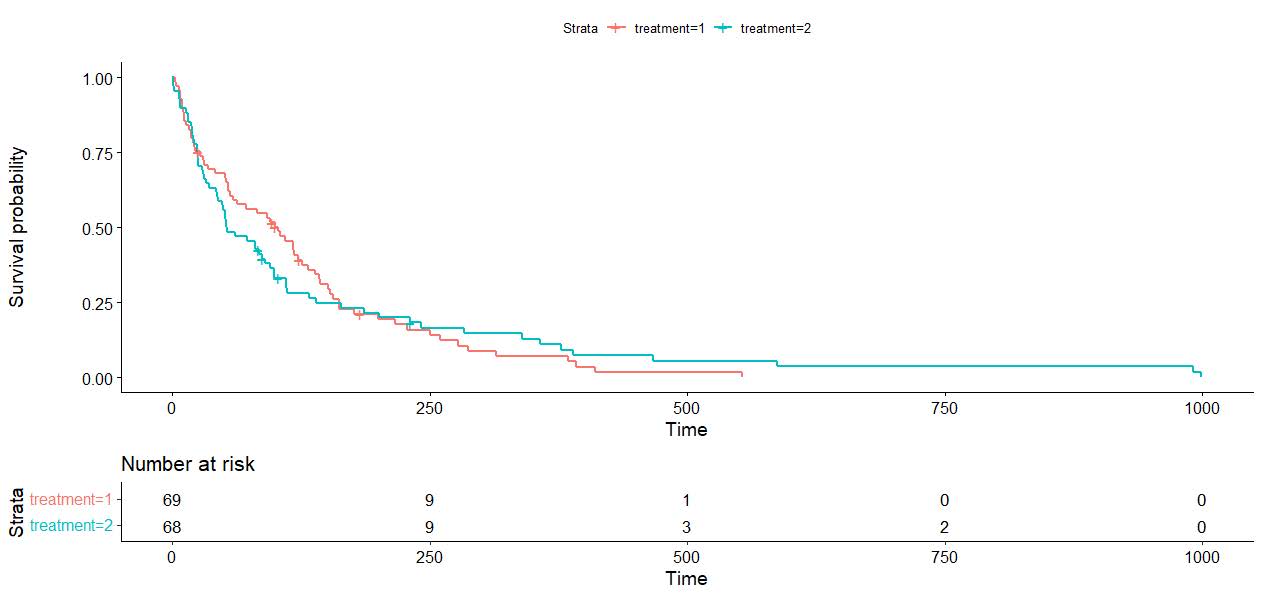 Strata treatment=1 treatment=2
Survival probability
1.00
0.75
0.50
0.25
0.00
0 250 500 750 1000
Time
Number at risk
Strata
treatment=1 69 9 1 0 0
treatment=2 68 9 3 2 0
0 250 500 750 1000
Time